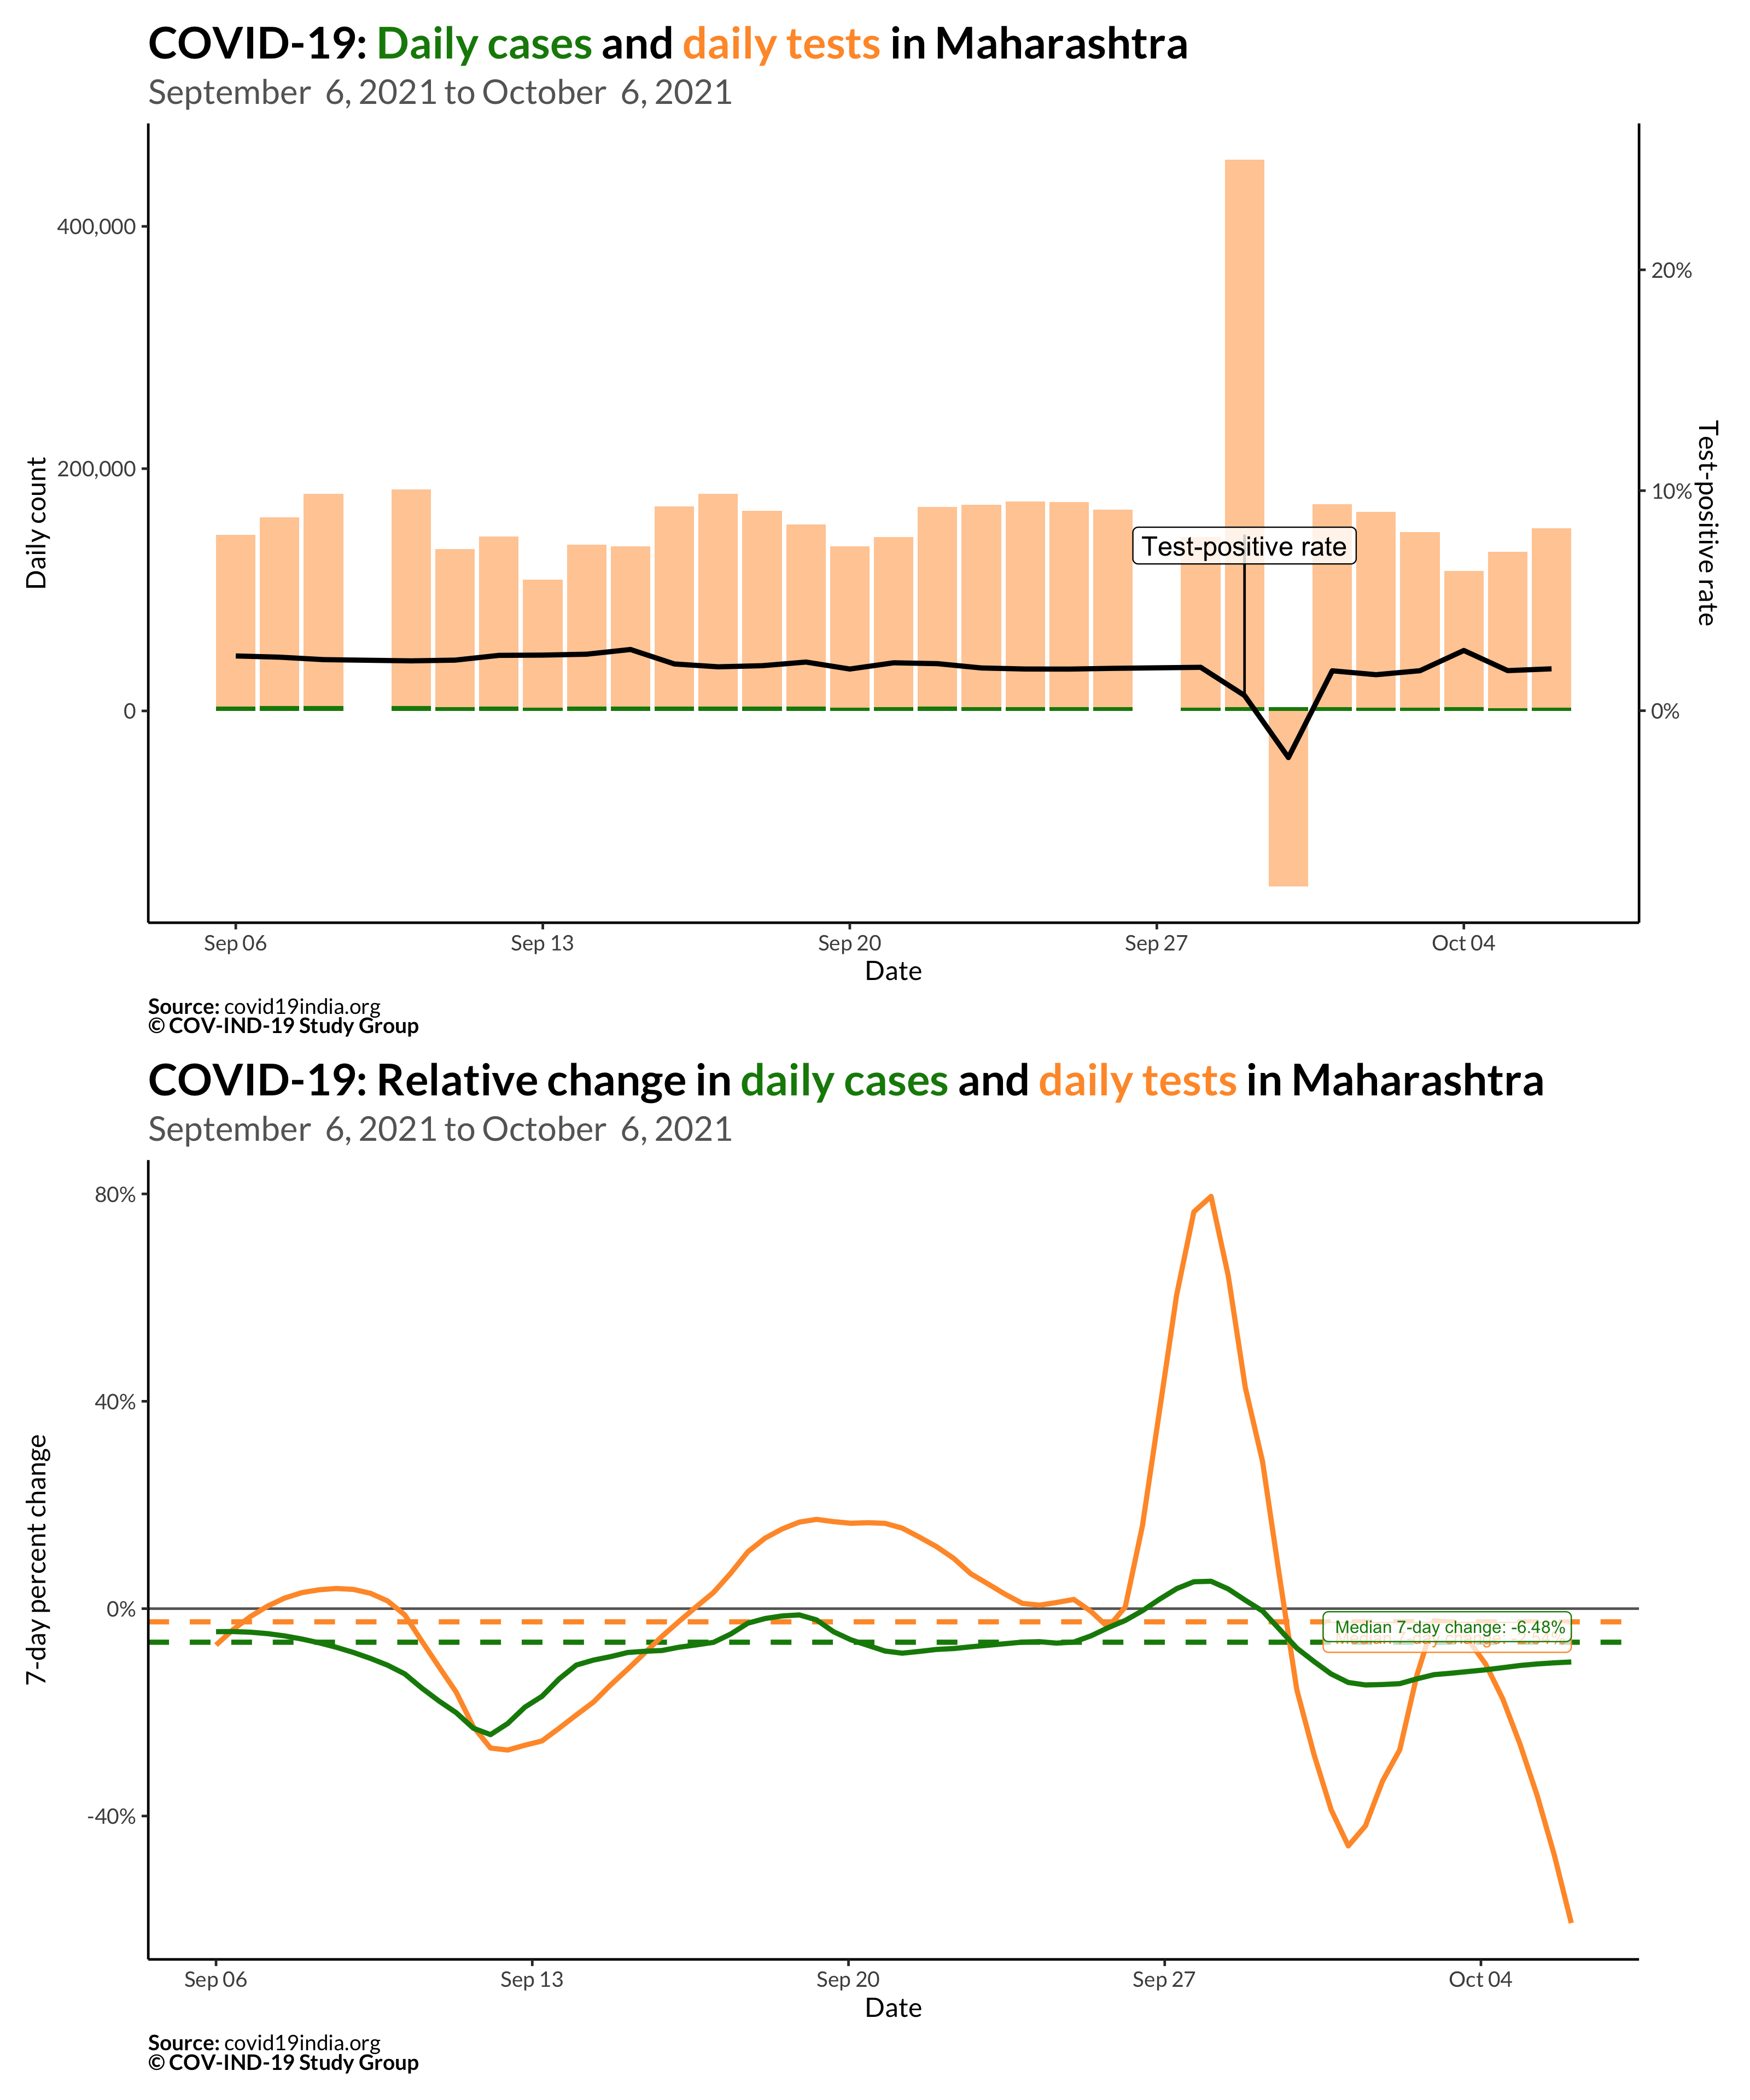 COVID-19: Daily cases and daily tests in Maharashtra
September 6, 2021 to October 6, 2021
Daily count
400,000
200,000
0
20%
10%
0%
Test-positive rate
Test-positive rate
Sep 06
Sep 13
Sep 20
Sep 27
Oct 04
Date
Source: covid19india.org
© COV-IND-19 Study Group
COVID-19: Relative change in daily cases and daily tests in Maharashtra
September 6, 2021 to October 6, 2021
7-day percent change
80%
40%
0%
-40%
Median 7-day change: -6.48%
Median 7-day change:
Sep 06
Sep 13
Sep 20
Sep 27
Oct 04
Date
Source: covid19india.org
© COV-IND-19 Study Group